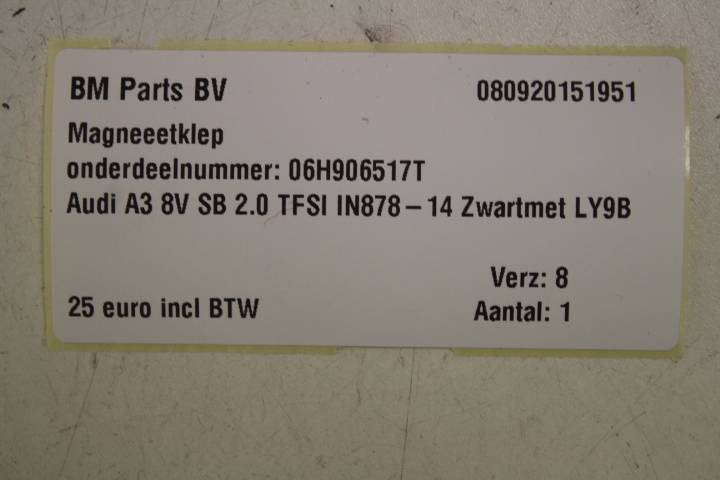 BM Parts BV 080920151951
Magneeetklep
onderdeelnummer: 06H906517T
Audi A3 8V SB 2.0 TFSI IN878-14 Zwartmet LY9B
Verz: 8
25 euro incl BTW Aantal: 1